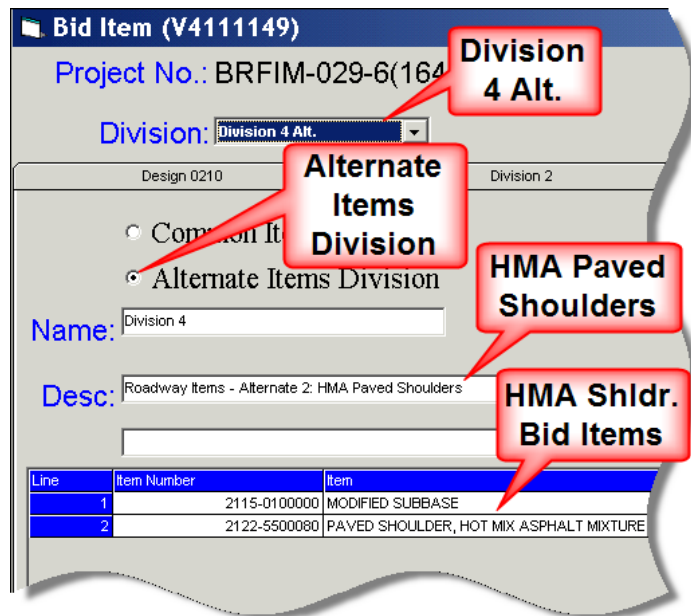 Bid Item (V4111149)
Division
4 Alt.
Project No.: BRFIM-029-6(164
Division: Division 4 Alt.
Alternate
Items
Division
Design 0210
Division 2
Common It
Alternate Items Division
HMA Paved
Shoulders
Name: Division 4
Desc: Roadway Items - Alternate 2: HMA Paved Shoulders
HMA Shldr.
Bid Items
Line Item Number Item
1 2115-0100000 MODIFIED SUBBASE
2 2122-5500080 PAVED SHOULDER, HOT MIX ASPHALT MIXTURE